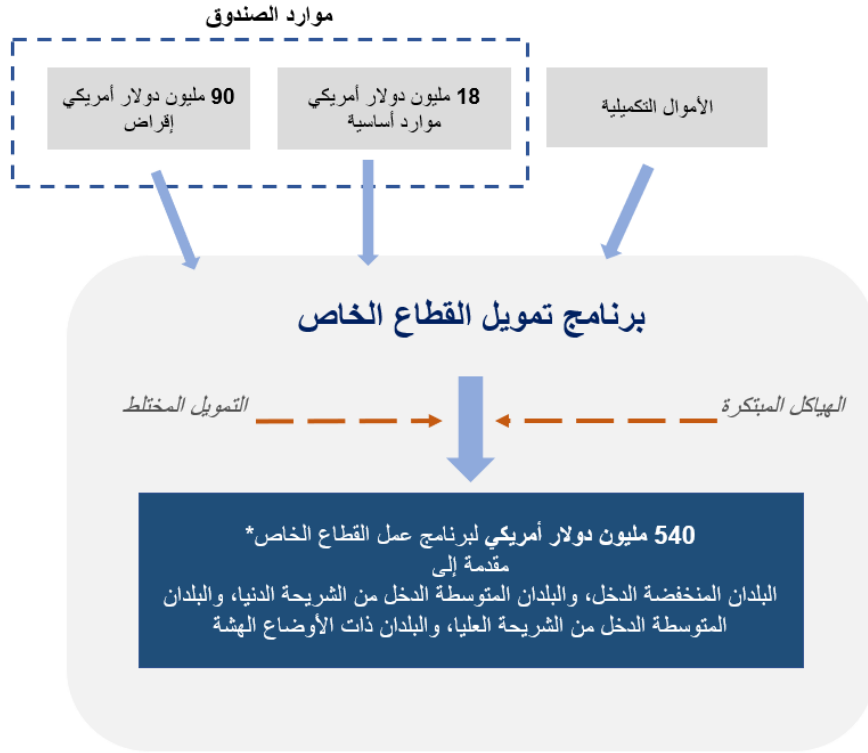 موارد الصندوق
الأموال التكميلية
18 مليون دولار أمريكي
موارد أساسية
90 مليون دولار أمريكي
إقراض
برنامج تمويل القطاع الخاص
الهياكل المبتكرة
التمويل المختلط
540 مليون دولار أمريكي لبرنامج عمل القطاع الخاص*
مقدمة إلى
البلدان المنخفضة الدخل، والبلدان المتوسطة الدخل من الشريحة الدنيا، والبلدان
المتوسطة الدخل من الشريحة العليا، والبلدان ذات الأوضاع الهشة